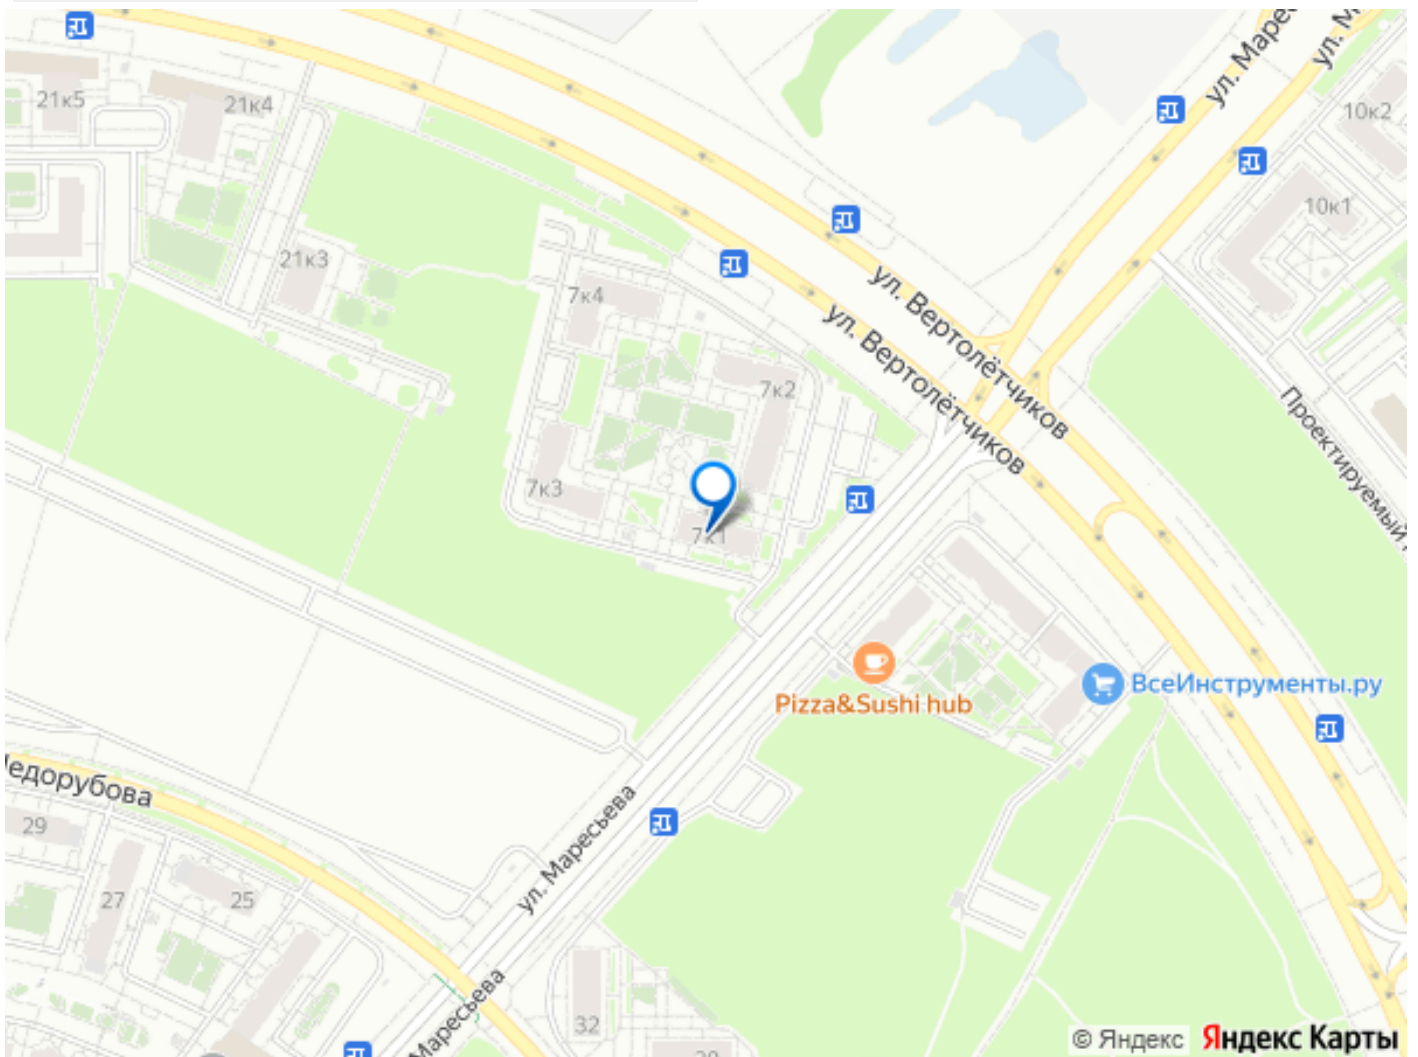 ул. Маресь
ул. М
21к5
21к4
10к2
10к1
21к3
7к4
ул. Вертолётчиков
ул. Вертолётчиков
7к2
Проектируемый
7к3
7к1
Pizza&Sushi hub
ВсеИнструменты.ру
едорубова
29
ул. Маресьева
27
25
Маресьева
32
© Яндекс
Яндекс Карты